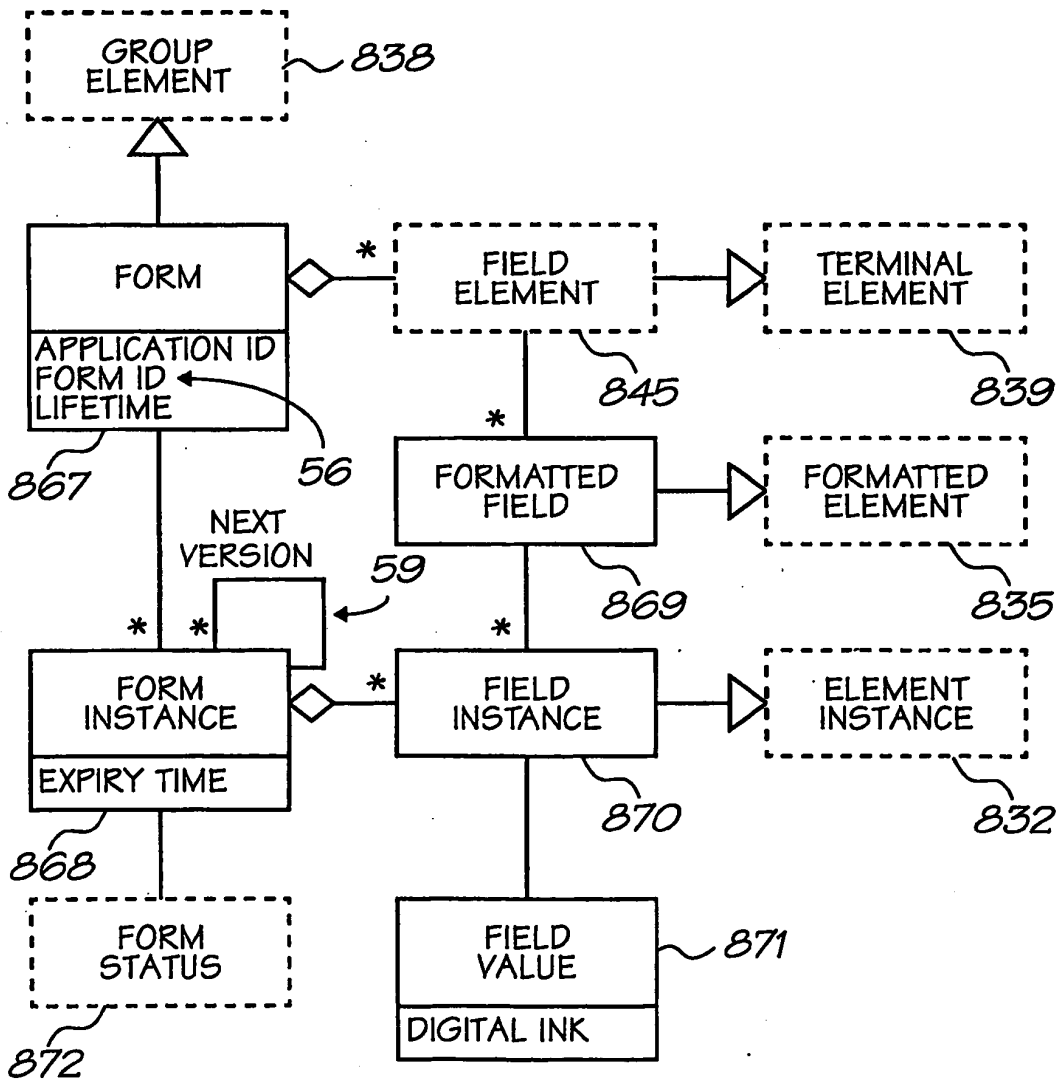 GROUP
ELEMENT
838
FORM
*
FIELD
ELEMENT
TERMINAL
ELEMENT
APPLICATION ID
FORM ID
LIFETIME
845
839
867
56
*
FORMATTED
FIELD
FORMATTED
ELEMENT
NEXT
VERSION
59
869
835
*
*
*
FORM
INSTANCE
*
FIELD
INSTANCE
ELEMENT
INSTANCE
EXPIRY TIME
870
832
868
FORM
STATUS
FIELD
VALUE
871
DIGITAL INK
872